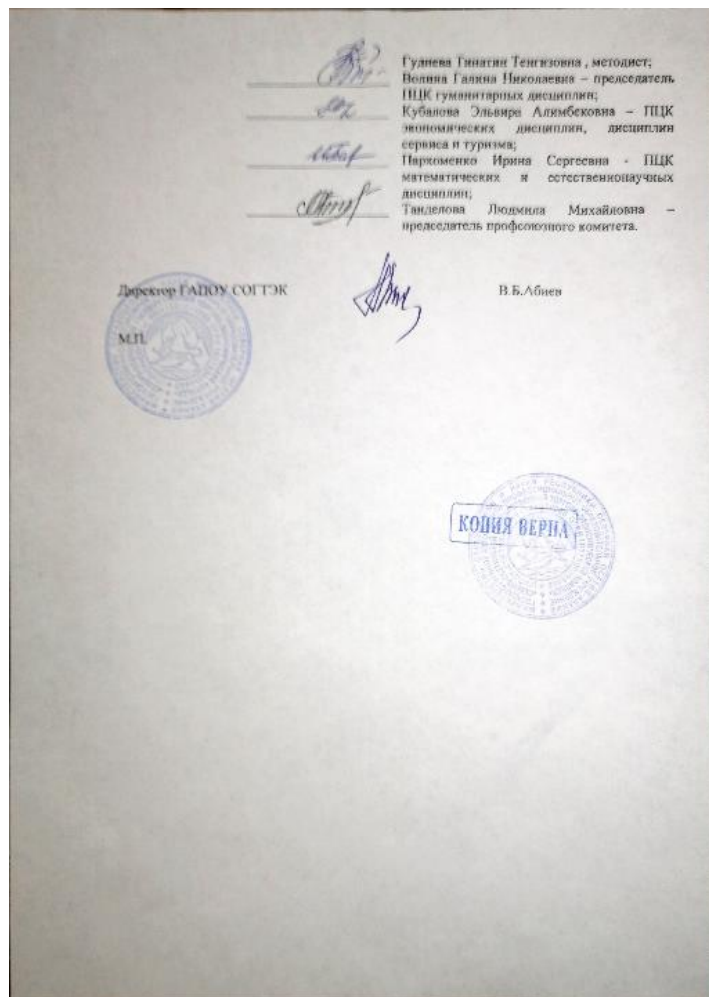 Гудиева Тинатин Тенгизовна , методист;
Волина Галина Николаевна – председатель
ПЦК гуманитарных дисциплин;
Кубалова Эльвира Алимбековна – ПЦК
экономических дисциплин, дисциплин
сервиса и туризма;
Пархоменко Ирина Сергеевна - ПЦК
математических и естественнонаучных
дисциплин;
Танделова Людмила Михайловна –
председатель профсоюзного комитета.
Директор ГАПОУ СОГТЭК В.Б.Абиев
М.П.
КОПИЯ ВЕРНА